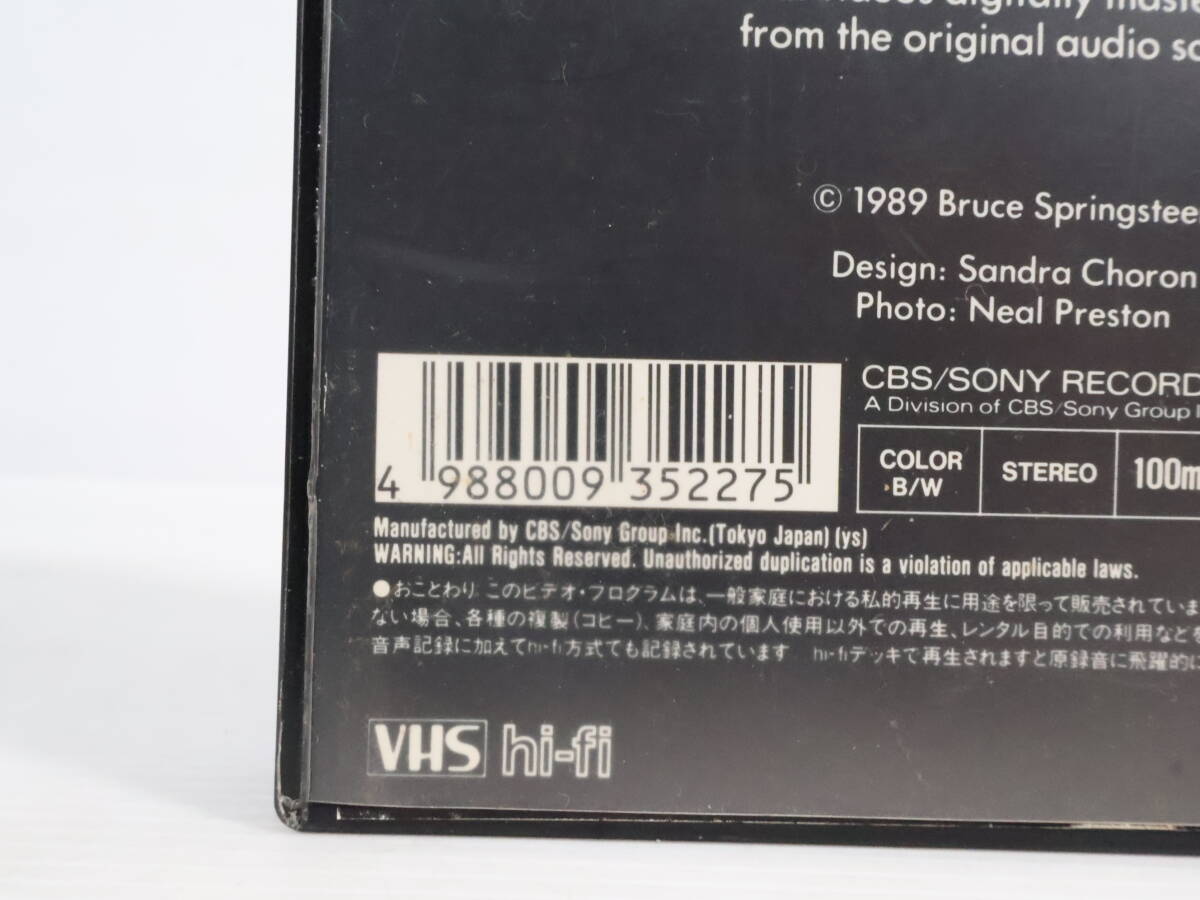 digitally
from the original audio
© 1989 Bruce Springstee
Design: Sandra Choron
Photo: Neal Preston
CBS/SONY RECORD
A Division of CBS/Sony Group
COLOR B/W
STEREO
100m
4 988009 352275
Manufactured by CBS/Sony Group Inc.(Tokyo Japan) (ys)
WARNING:All Rights Reserved. Unauthorized duplication is a violation of applicable laws.
●おことわり このビデオ・プログラムは、一般家庭における私的再生に用途を限って販売されていま
ない場合、各種の複製(コピー)、家庭内の個人使用以外での再生、レンタル目的での利用など
音声記録に加えてhi-fi方式でも記録されています hi-fiデッキで再生されますと原録音に飛躍的に
VHS hi-fi